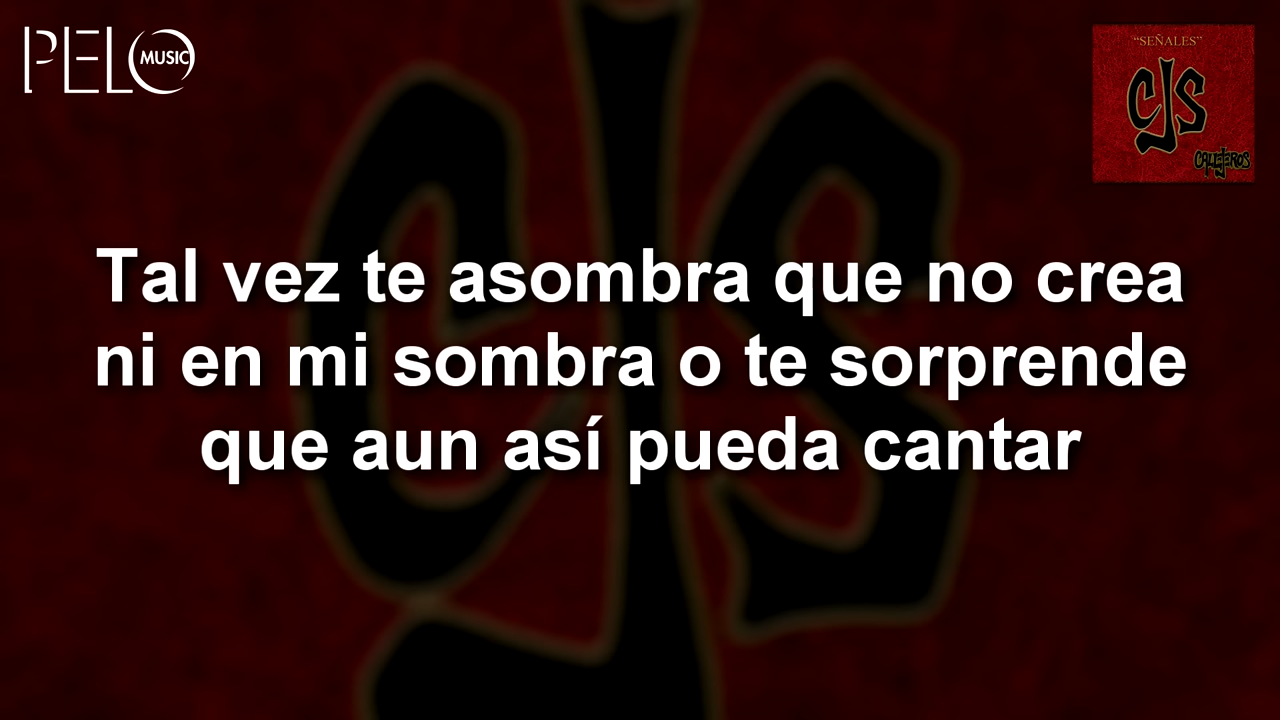 PELO MUSIC
"SEÑALES"
CJS
CALLEJEROS
Tal vez te asombra que no crea
ni en mi sombra o te sorprende
que aun así pueda cantar